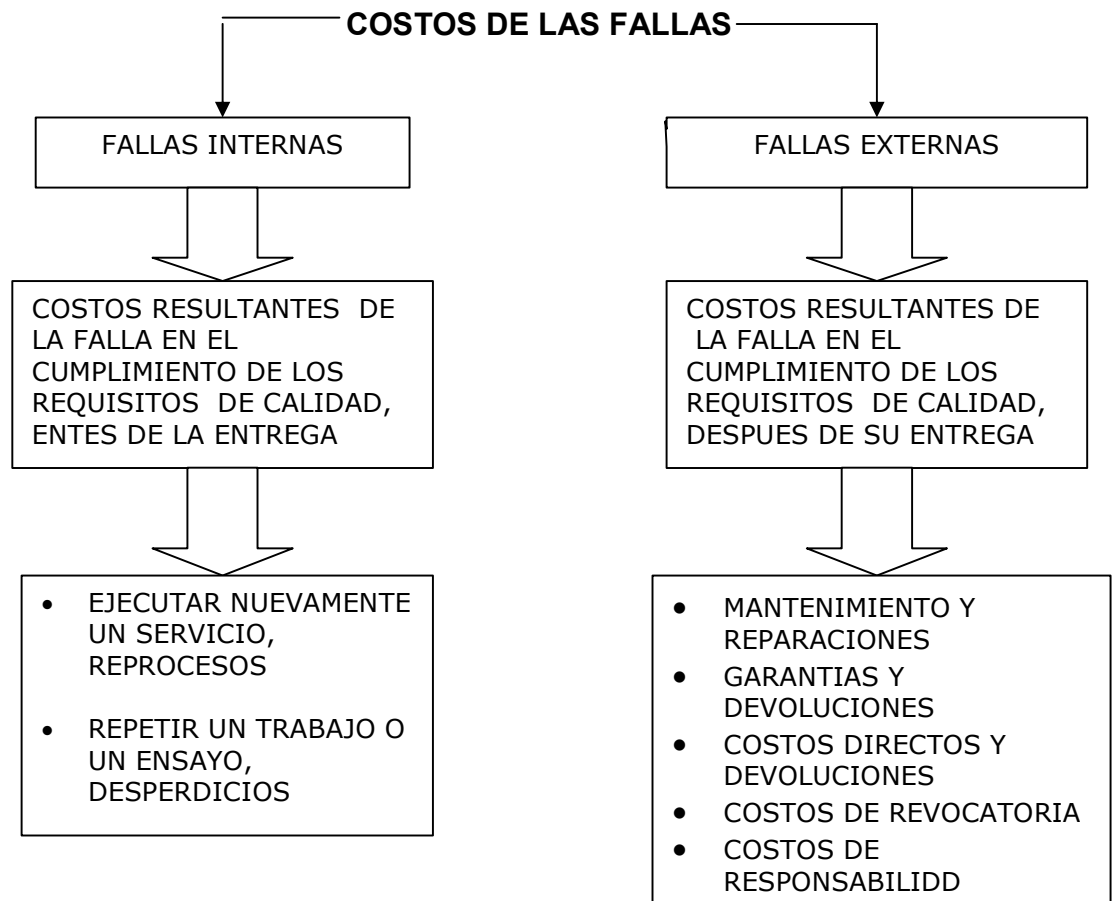 COSTOS DE LAS FALLAS
FALLAS INTERNAS
COSTOS RESULTANTES DE
LA FALLA EN EL
CUMPLIMIENTO DE LOS
REQUISITOS DE CALIDAD,
ENTES DE LA ENTREGA
• EJECUTAR NUEVAMENTE
UN SERVICIO,
REPROCESOS
• REPETIR UN TRABAJO O
UN ENSAYO,
DESPERDICIOS
FALLAS EXTERNAS
COSTOS RESULTANTES DE
LA FALLA EN EL
CUMPLIMIENTO DE LOS
REQUISITOS DE CALIDAD,
DESPUES DE SU ENTREGA
• MANTENIMIENTO Y
REPARACIONES
• GARANTIAS Y
DEVOLUCIONES
• COSTOS DIRECTOS Y
DEVOLUCIONES
• COSTOS DE REVOCATORIA
• COSTOS DE
RESPONSABILIDD